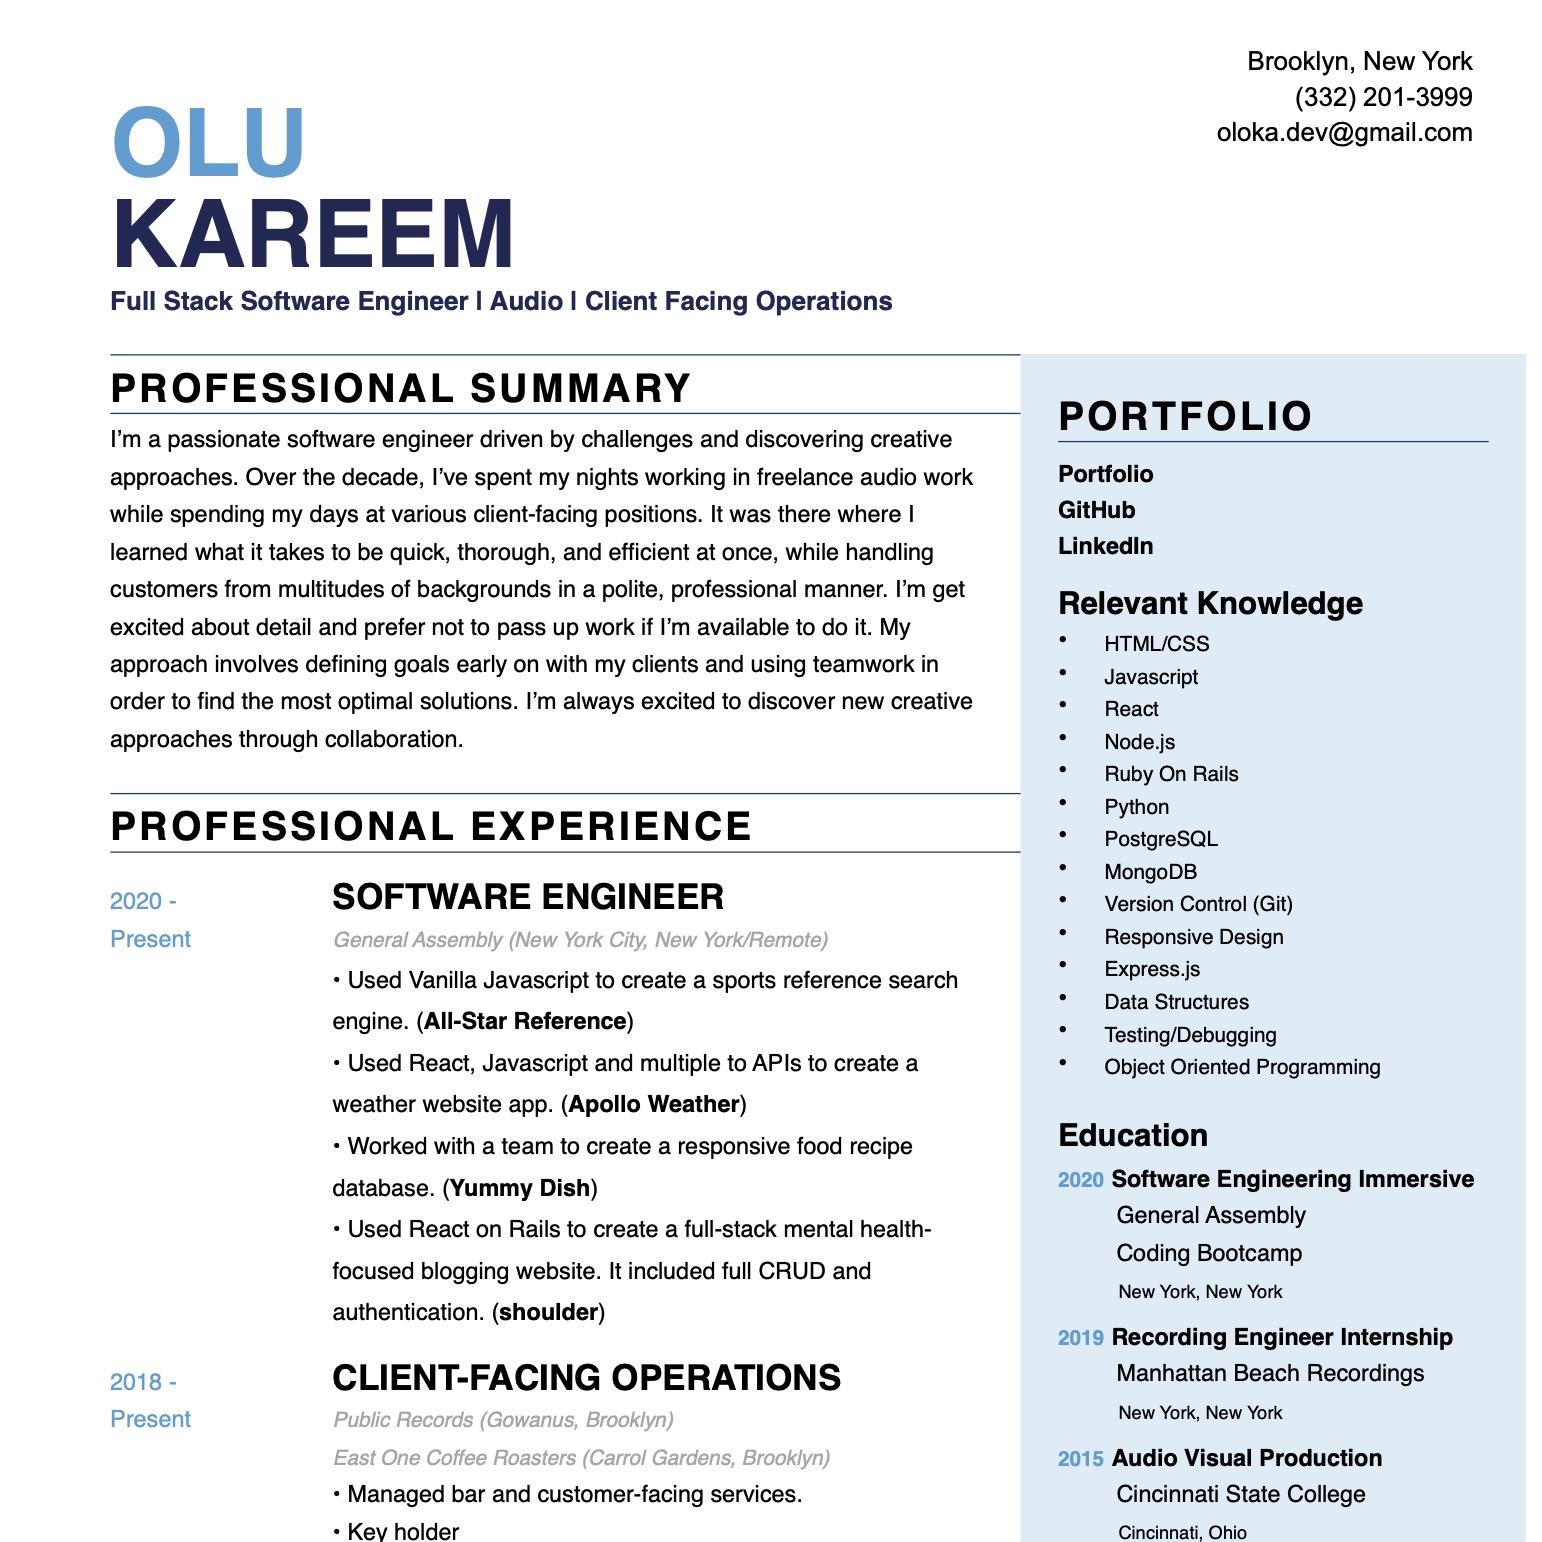 Brooklyn, New York
(332) 201-3999
oloka.dev@gmail.com
OLU
KAREEM
Full Stack Software Engineer | Audio | Client Facing Operations
PROFESSIONAL SUMMARY
I’m a passionate software engineer driven by challenges and discovering creative
approaches. Over the decade, I’ve spent my nights working in freelance audio work
while spending my days at various client-facing positions. It was there where I
learned what it takes to be quick, thorough, and efficient at once, while handling
customers from multitudes of backgrounds in a polite, professional manner. I’m get
excited about detail and prefer not to pass up work if I’m available to do it. My
approach involves defining goals early on with my clients and using teamwork in
order to find the most optimal solutions. I’m always excited to discover new creative
approaches through collaboration.
PROFESSIONAL EXPERIENCE
2020 -
Present
SOFTWARE ENGINEER
General Assembly (New York City, New York/Remote)
• Used Vanilla Javascript to create a sports reference search
engine. (All-Star Reference)
• Used React, Javascript and multiple to APIs to create a
weather website app. (Apollo Weather)
• Worked with a team to create a responsive food recipe
database. (Yummy Dish)
• Used React on Rails to create a full-stack mental health-
focused blogging website. It included full CRUD and
authentication. (shoulder)
2018 -
Present
CLIENT-FACING OPERATIONS
Public Records (Gowanus, Brooklyn)
East One Coffee Roasters (Carrol Gardens, Brooklyn)
• Managed bar and customer-facing services.
• Key holder
PORTFOLIO
Portfolio
GitHub
LinkedIn
Relevant Knowledge
• HTML/CSS
• Javascript
• React
• Node.js
• Ruby On Rails
• Python
• PostgreSQL
• MongoDB
• Version Control (Git)
• Responsive Design
• Express.js
• Data Structures
• Testing/Debugging
• Object Oriented Programming
Education
2020 Software Engineering Immersive
General Assembly
Coding Bootcamp
New York, New York
2019 Recording Engineer Internship
Manhattan Beach Recordings
New York, New York
2015 Audio Visual Production
Cincinnati State College
Cincinnati, Ohio